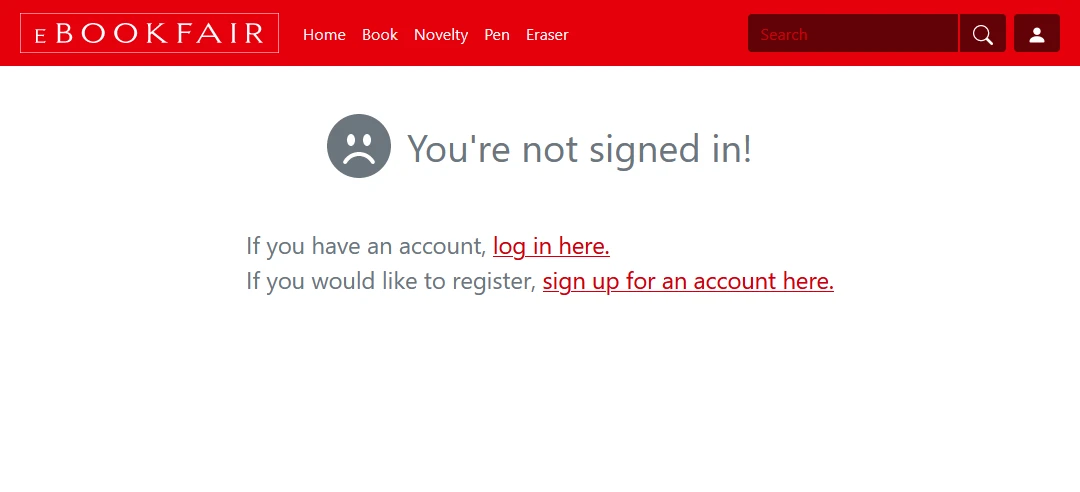 E BOOKFAIR Home Book Novelty Pen Eraser Search
You're not signed in!
If you have an account, log in here.
If you would like to register, sign up for an account here.